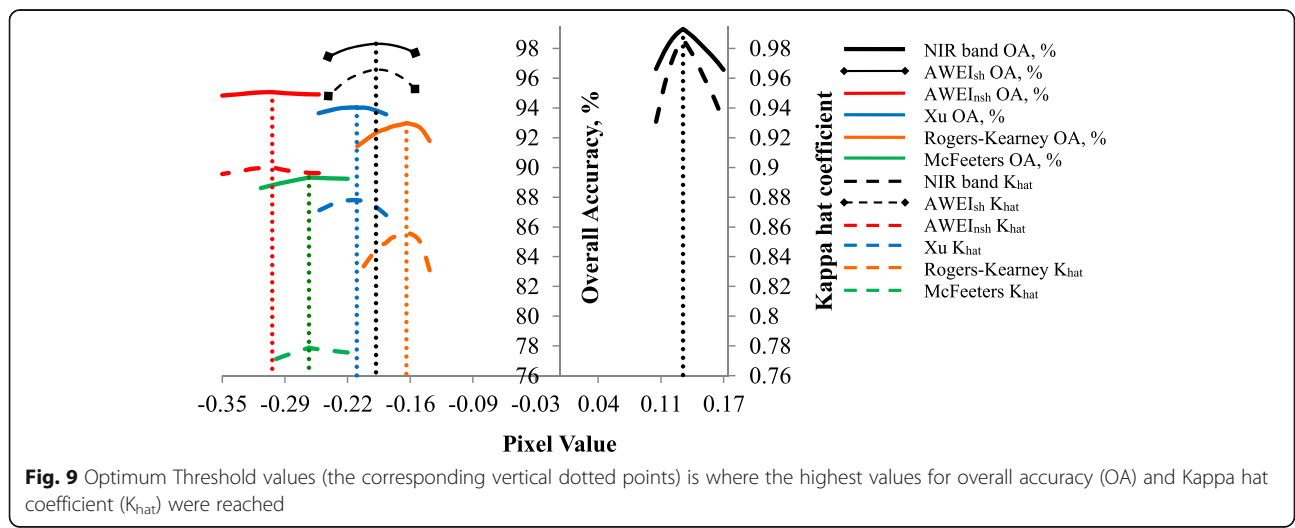 98
96
94
92
90
88
86
84
82
80
78
76
Overall Accuracy, %
0.98
0.96
0.94
0.92
0.9
0.88
0.86
0.84
0.82
0.8
0.78
0.76
Kappa hat coefficient
-0.35 -0.29 -0.22 -0.16 -0.09 -0.03 0.04 0.11 0.17
Pixel Value
NIR band OA, %
AWEIsh OA, %
AWEInsh OA, %
Xu OA, %
Rogers-Kearney OA, %
McFeeters OA, %
NIR band Khat
AWEIsh Khat
AWEInsh Khat
Xu Khat
Rogers-Kearney Khat
McFeeters Khat
Fig. 9 Optimum Threshold values (the corresponding vertical dotted points) is where the highest values for overall accuracy (OA) and Kappa hat
coefficient (Khat) were reached